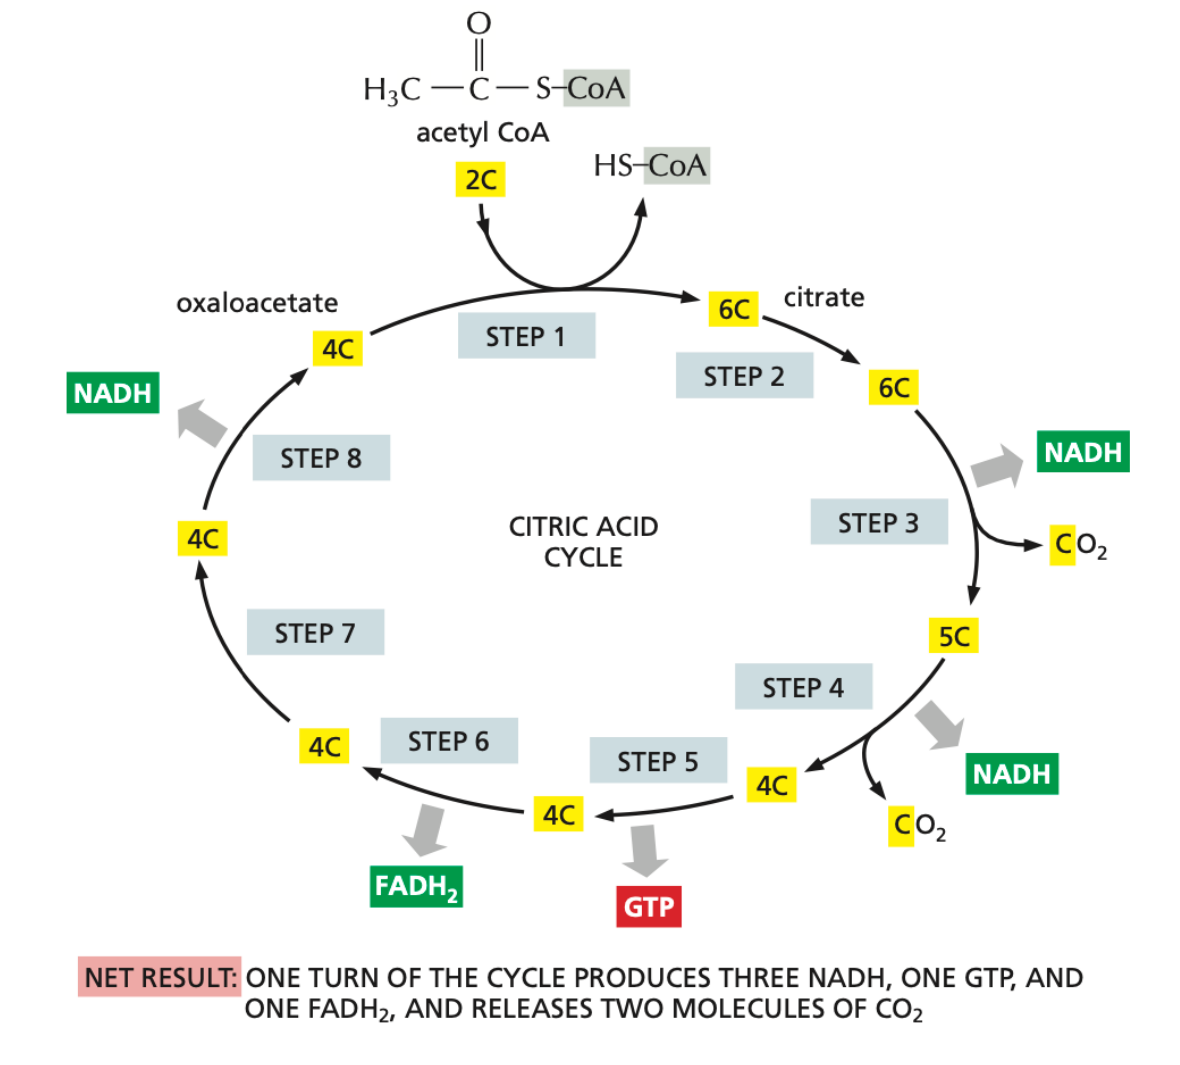 O
H₃C — C — S–CoA
acetyl CoA
2C
HS–CoA
oxaloacetate
4C
STEP 1
6C
citrate
STEP 2
6C
NADH
STEP 3
CO₂
5C
STEP 4
NADH
4C
CO₂
STEP 5
GTP
4C
STEP 6
FADH₂
4C
STEP 7
4C
STEP 8
NADH
CITRIC ACID
CYCLE
NET RESULT: ONE TURN OF THE CYCLE PRODUCES THREE NADH, ONE GTP, AND
ONE FADH₂, AND RELEASES TWO MOLECULES OF CO₂